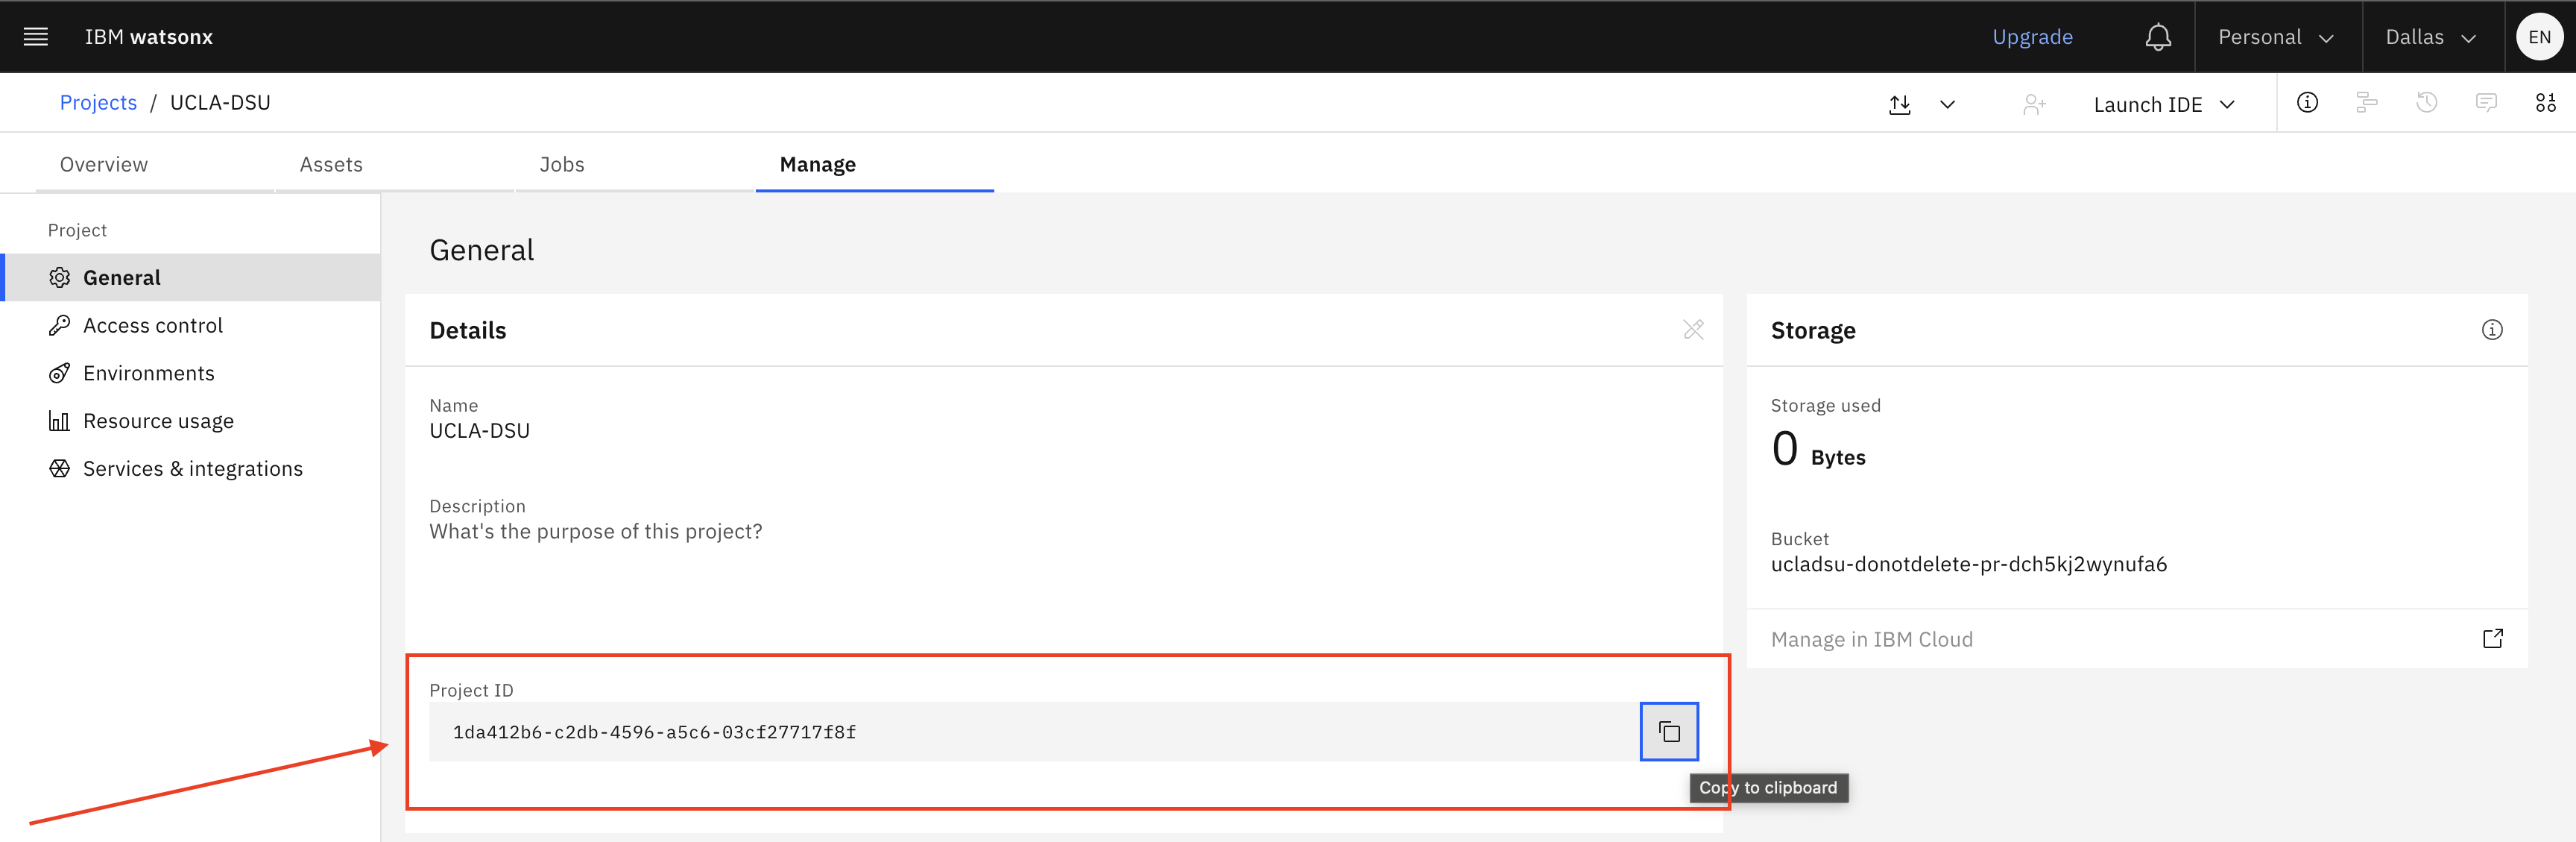 IBM watsonx
Upgrade
Personal
Dallas
EN
Projects / UCLA-DSU
Launch IDE
Overview
Assets
Jobs
Manage
Project
General
Access control
Environments
Resource usage
Services & integrations
General
Details
Name
UCLA-DSU
Description
What's the purpose of this project?
Project ID
1da412b6-c2db-4596-a5c6-03cf27717f8f
Copy to clipboard
Storage
Storage used
0 Bytes
Bucket
ucladsu-donotdelete-pr-dch5kj2wynufa6
Manage in IBM Cloud